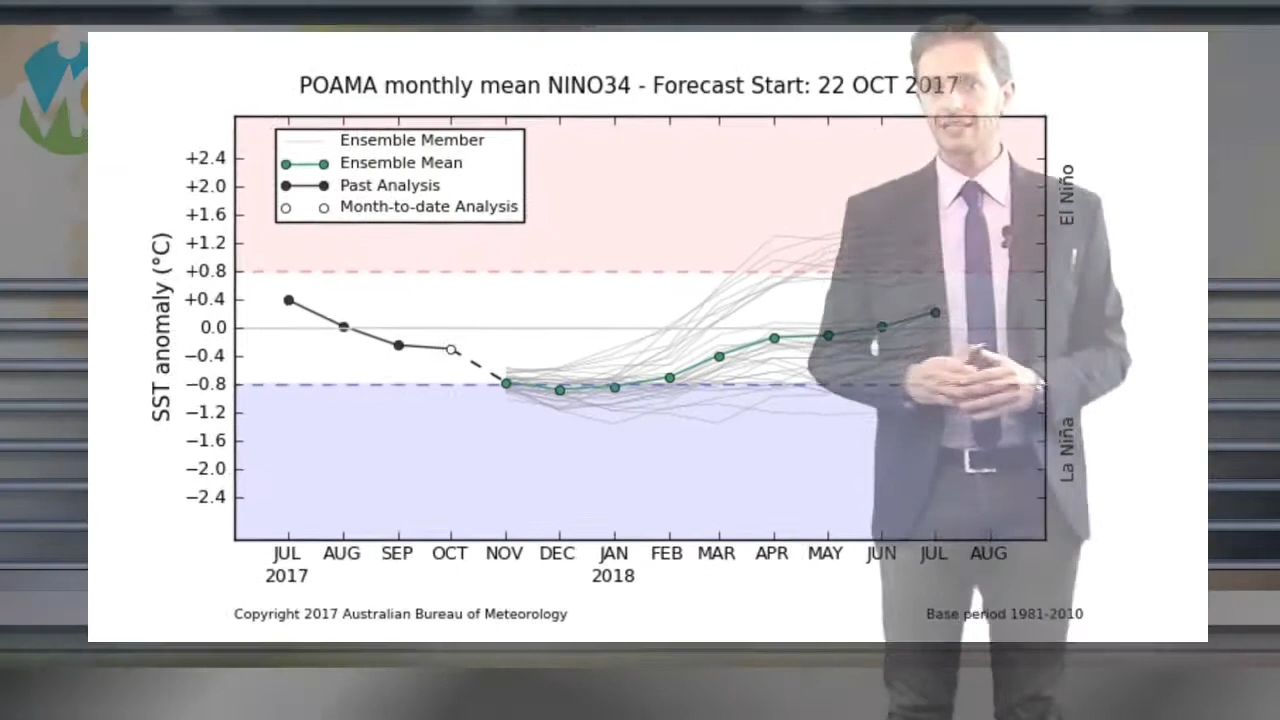 POAMA monthly mean NINO34 - Forecast Start: 22 OCT 2017
Ensemble Member
Ensemble Mean
Past Analysis
Month-to-date Analysis
SST anomaly (°C)
+2.4
+2.0
+1.6
+1.2
+0.8
+0.4
0.0
−0.4
−0.8
−1.2
−1.6
−2.0
−2.4
El Niño
La Niña
JUL AUG SEP OCT NOV DEC JAN FEB MAR APR MAY JUN JUL AUG
2017 2018
Copyright 2017 Australian Bureau of Meteorology
Base period 1981-2010